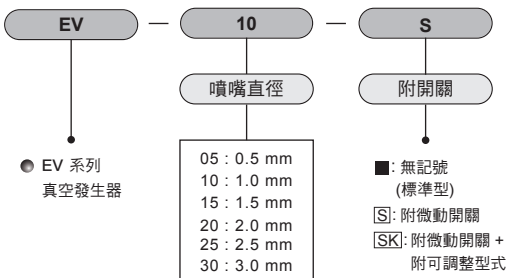 EV — 10 — S
噴嘴直徑
附開關
EV 系列
真空發生器
05 : 0.5 mm
10 : 1.0 mm
15 : 1.5 mm
20 : 2.0 mm
25 : 2.5 mm
30 : 3.0 mm
■: 無記號
(標準型)
S: 附微動開關
SK: 附微動開關 +
附可調整型式